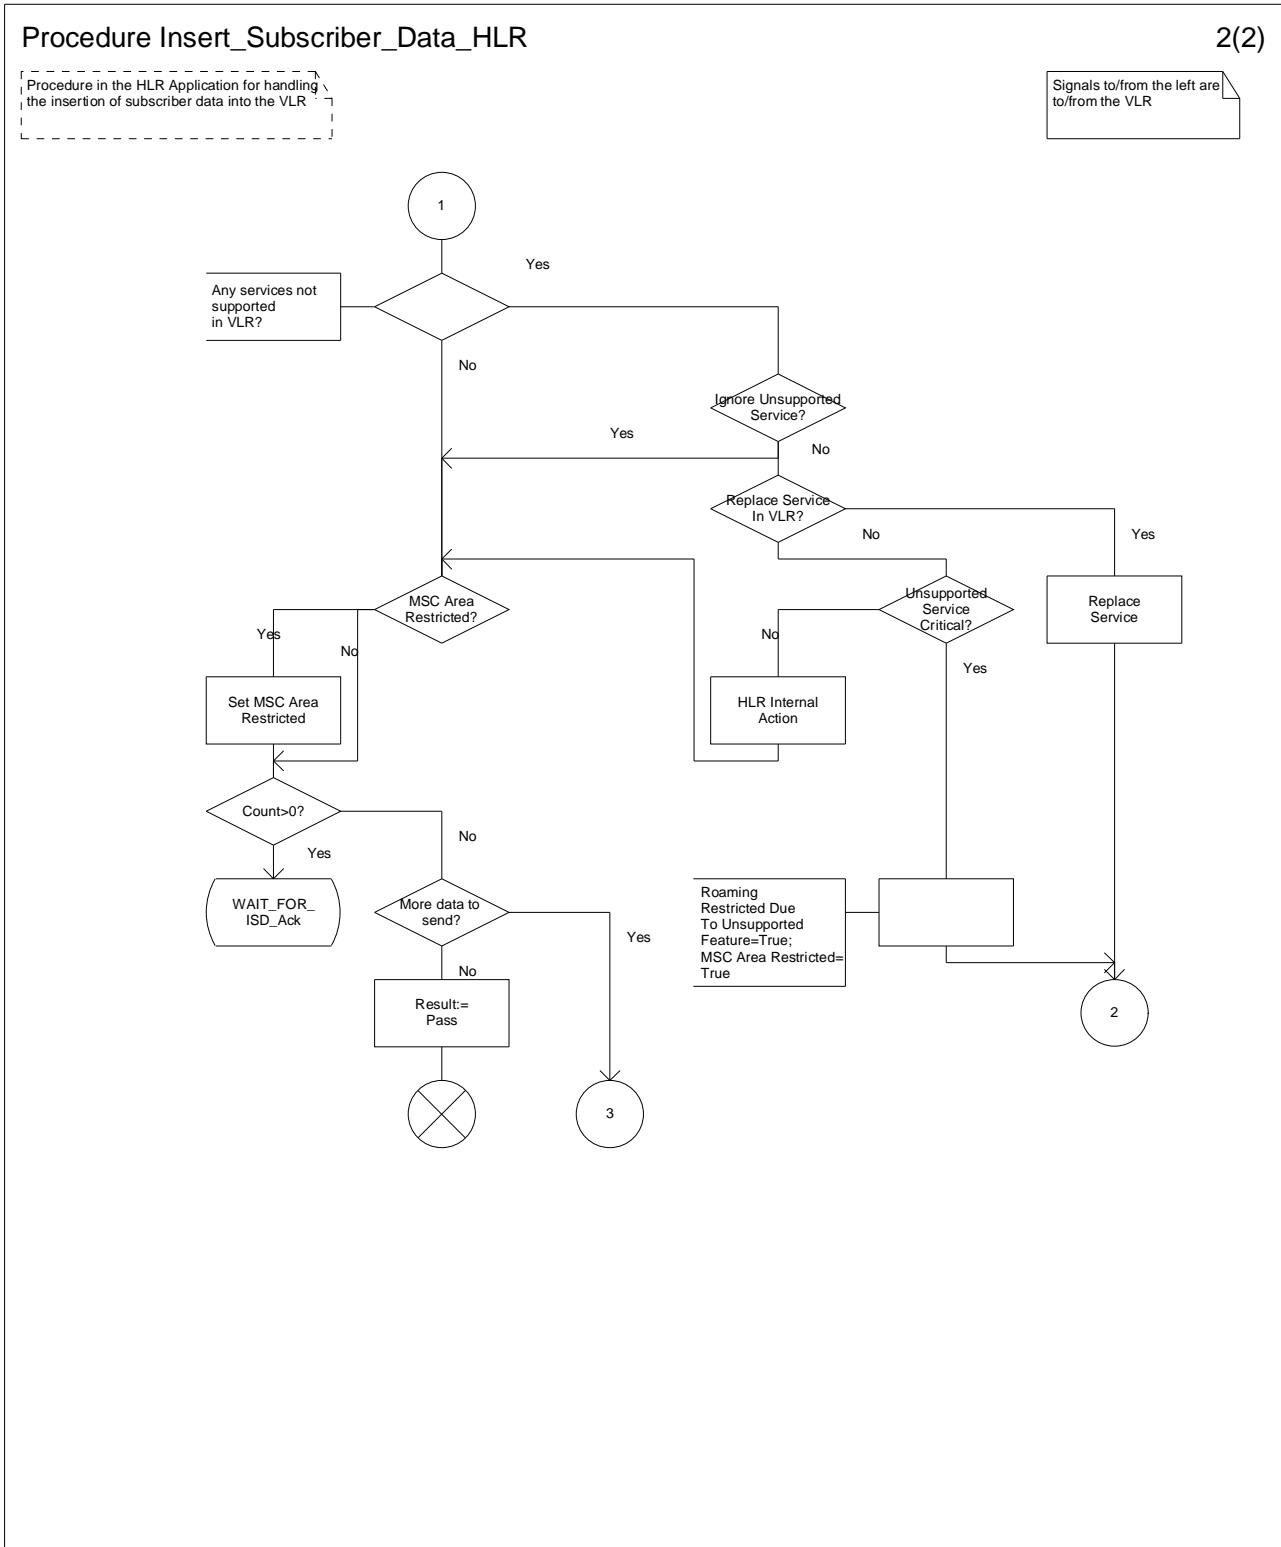 Procedure Insert_Subscriber_Data_HLR
2(2)
Procedure in the HLR Application for handling
the insertion of subscriber data into the VLR
Signals to/from the left are
to/from the VLR
1
Yes
Any services not
supported
in VLR?
No
Ignore Unsupported
Service?
Yes
No
Replace Service
In VLR?
No
Yes
MSC Area
Restricted?
Unsupported
Service
Critical?
Replace
Service
Yes
No
No
Yes
Set MSC Area
Restricted
HLR Internal
Action
Count>0?
No
Yes
WAIT_FOR_
ISD_Ack
More data to
send?
Yes
Roaming
Restricted Due
To Unsupported
Feature=True;
MSC Area Restricted=
True
No
Result:=
Pass
2
3